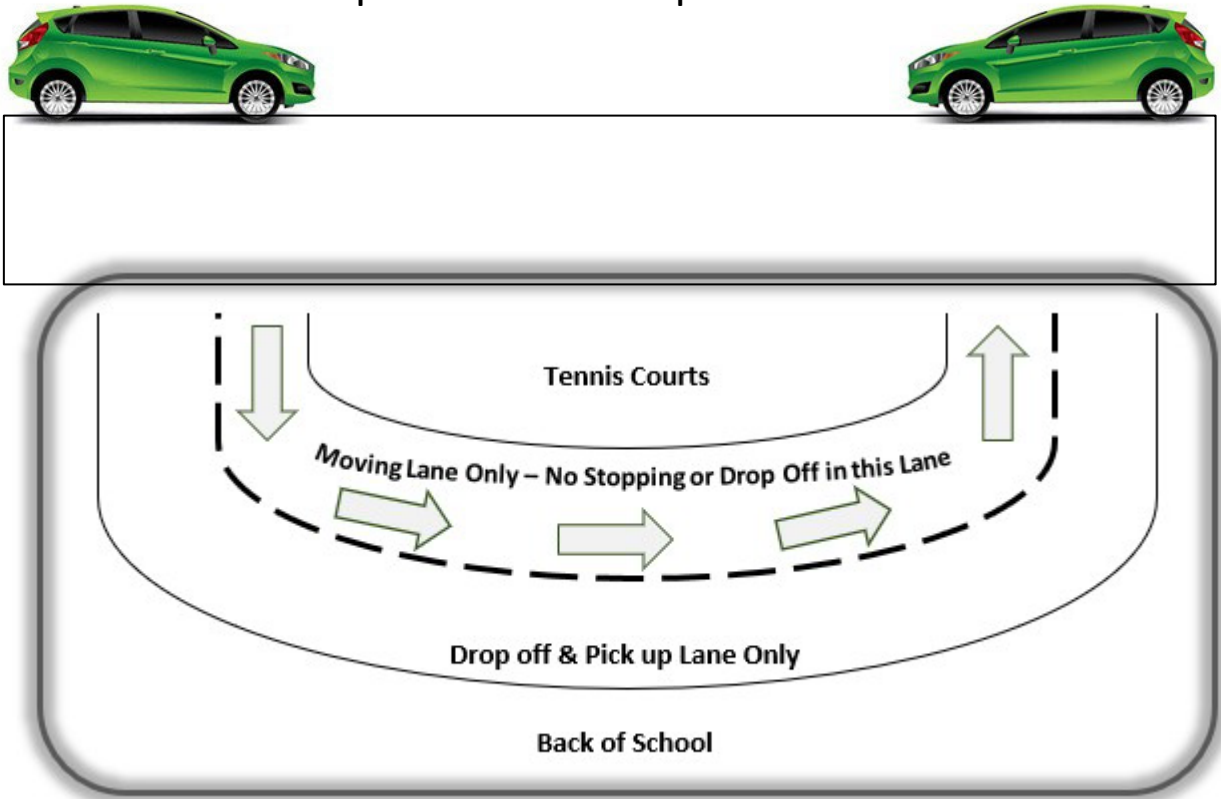 Tennis Courts
Moving Lane Only – No Stopping or Drop Off in this Lane
Drop off & Pick up Lane Only
Back of School